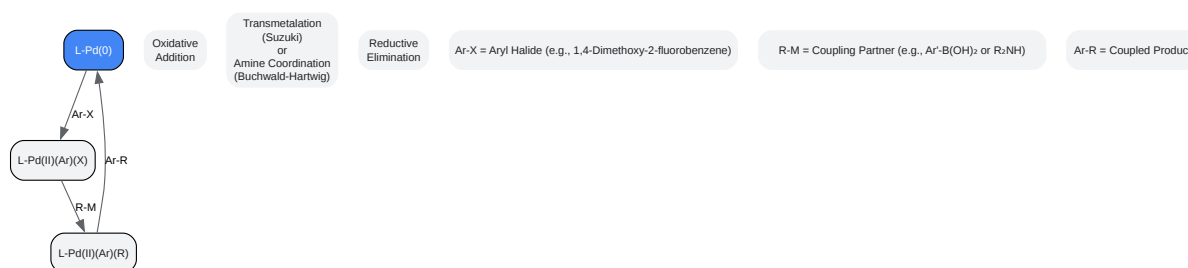 L-Pd(0)
Oxidative
Addition
Transmetalation
(Suzuki)
or
Amine Coordination
(Buchwald-Hartwig)
Reductive
Elimination
Ar-X = Aryl Halide (e.g., 1,4-Dimethoxy-2-fluorobenzene)
R-M = Coupling Partner (e.g., Ar'-B(OH)₂ or R₂NH)
Ar-R = Coupled Produc
Ar-X
L-Pd(II)(Ar)(X)
Ar-R
R-M
L-Pd(II)(Ar)(R)